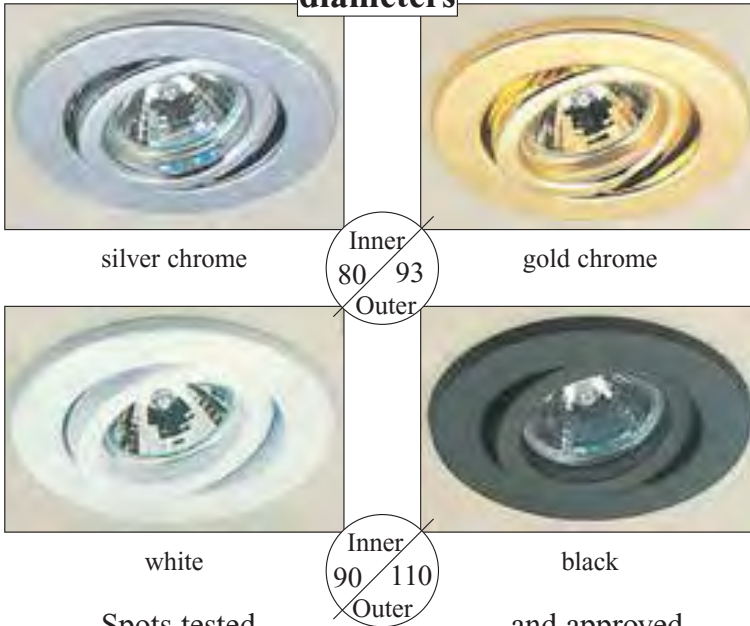 diameters
silver chrome
Inner
80 93
Outer
gold chrome
white
Inner
90 110
Outer
black
Spots tested
and approved